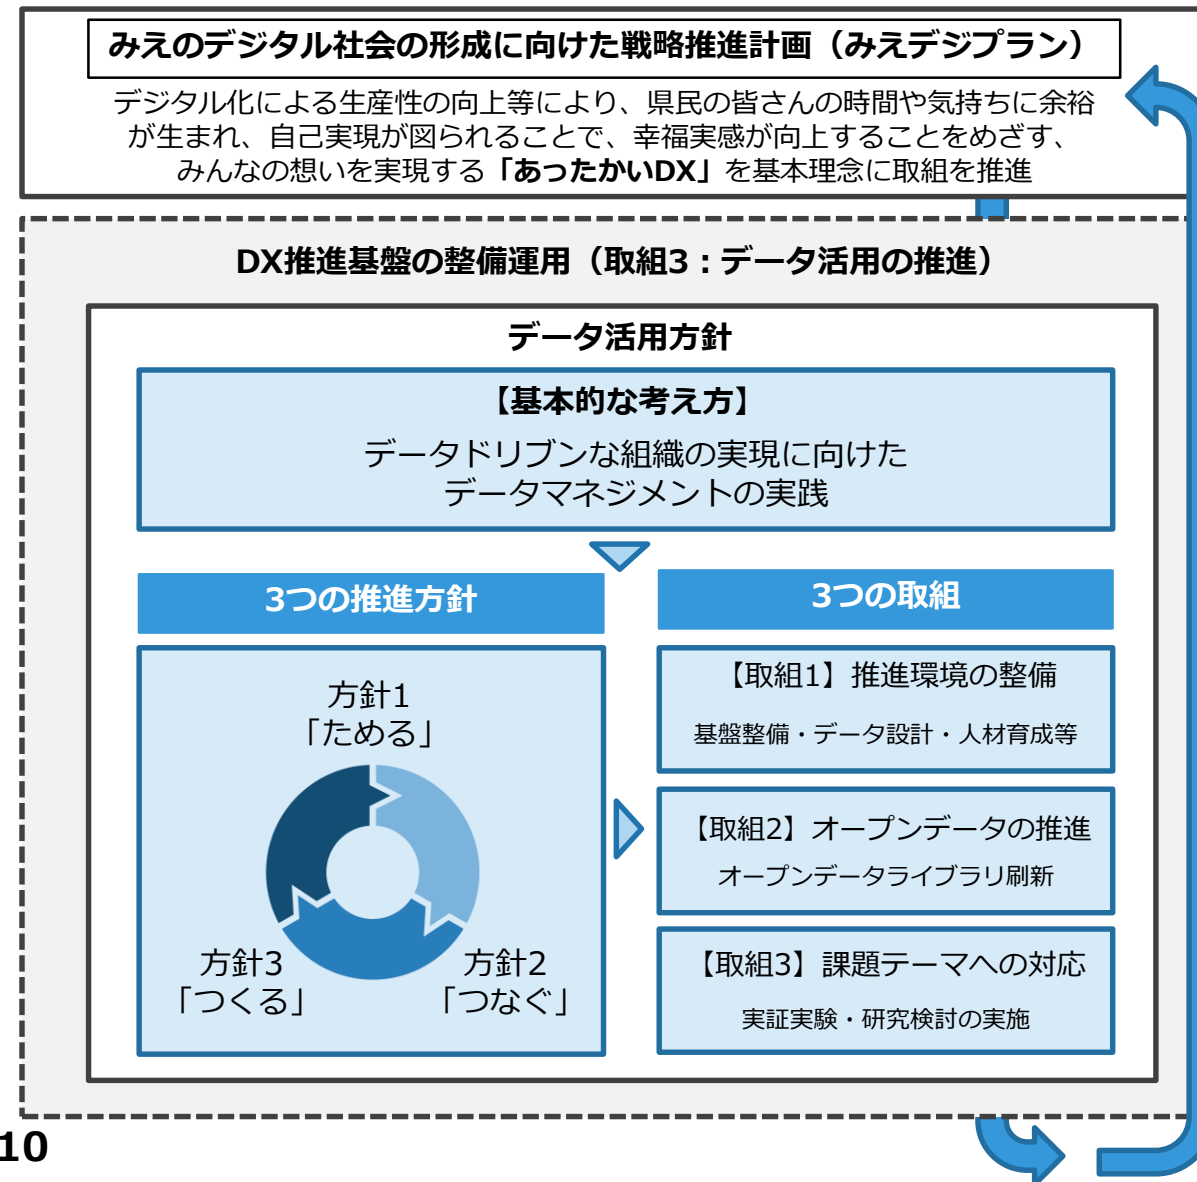 みえのデジタル社会の形成に向けた戦略推進計画（みえデジプラン）
デジタル化による生産性の向上等により、県民の皆さんの時間や気持ちに余裕
が生まれ、自己実現が図られることで、幸福実感が向上することをめざす、
みんなの想いを実現する「あったかいDX」を基本理念に取組を推進
DX推進基盤の整備運用（取組3：データ活用の推進）
データ活用方針
【基本的な考え方】
データドリブンな組織の実現に向けた
データマネジメントの実践
3つの推進方針
方針1
「ためる」
方針2
「つなぐ」
方針3
「つくる」
3つの取組
【取組1】推進環境の整備
基盤整備・データ設計・人材育成等
【取組2】オープンデータの推進
オープンデータライブラリ刷新
【取組3】課題テーマへの対応
実証実験・研究検討の実施
10